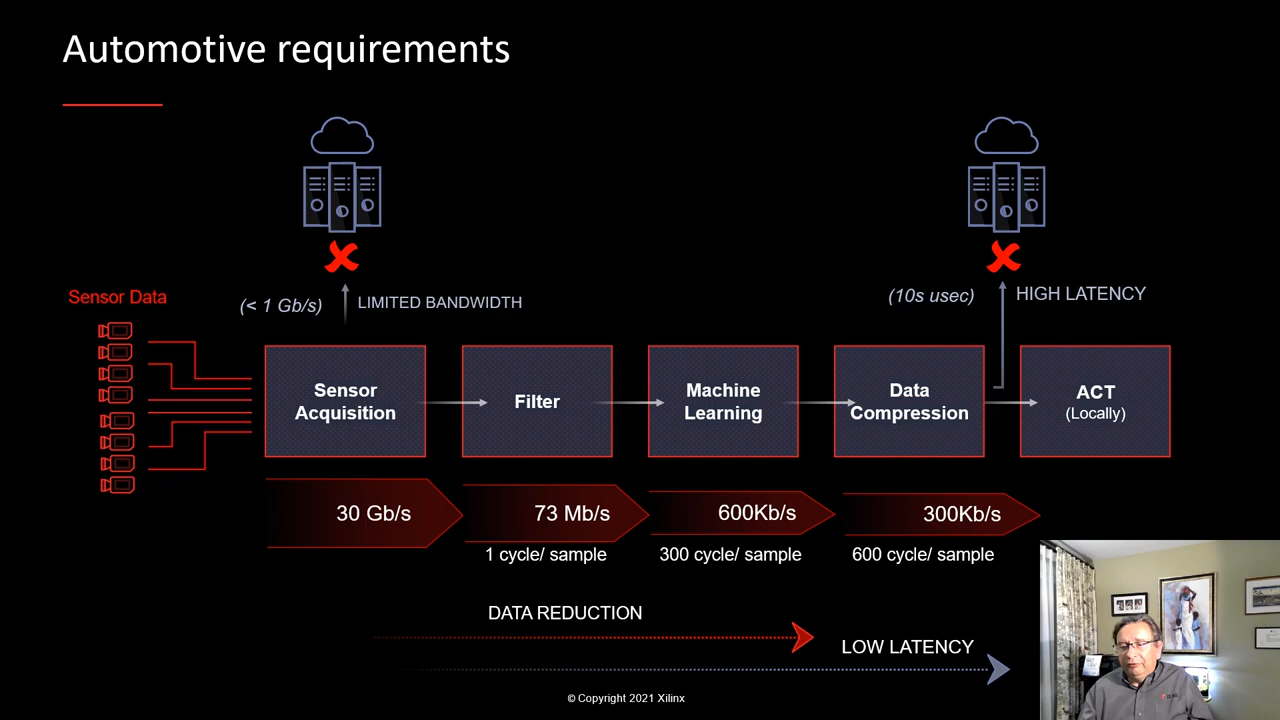 Automotive requirements
Sensor Data
(< 1 Gb/s)
LIMITED BANDWIDTH
(10s usec)
HIGH LATENCY
Sensor
Acquisition
Filter
Machine
Learning
Data
Compression
ACT
(Locally)
30 Gb/s
73 Mb/s
600Kb/s
300Kb/s
1 cycle/ sample
300 cycle/ sample
600 cycle/ sample
DATA REDUCTION
LOW LATENCY
© Copyright 2021 Xilinx